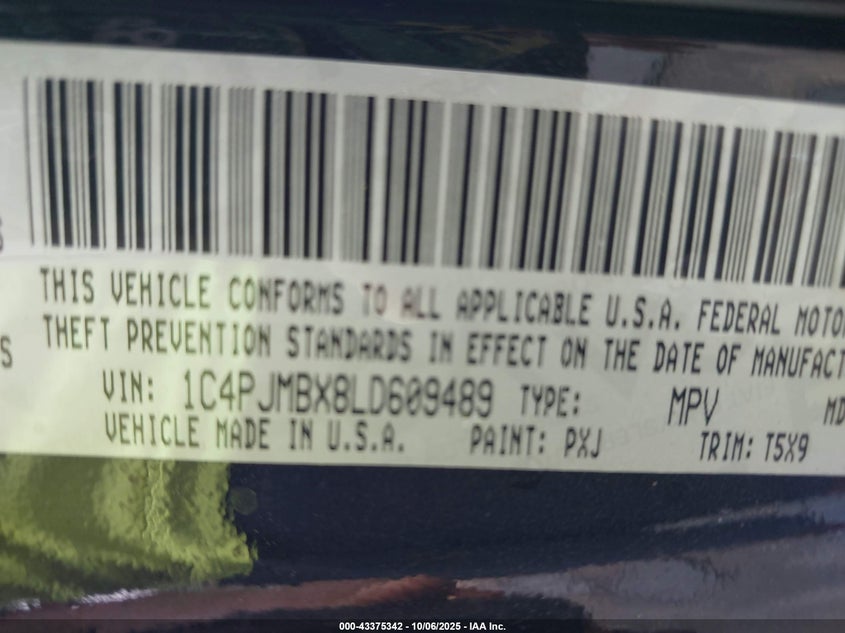 THIS VEHICLE CONFORMS TO ALL APPLICABLE U.S.A. FEDERAL MOTO
THEFT PREVENTION STANDARDS IN EFFECT ON THE DATE OF MANUFACT
S
VIN: 1C4PJMBX8LD609489 TYPE: MPV MD
VEHICLE MADE IN U.S.A. PAINT: PXJ TRIM: T5X9
000-43375342 - 10/06/2025 - IAA Inc.